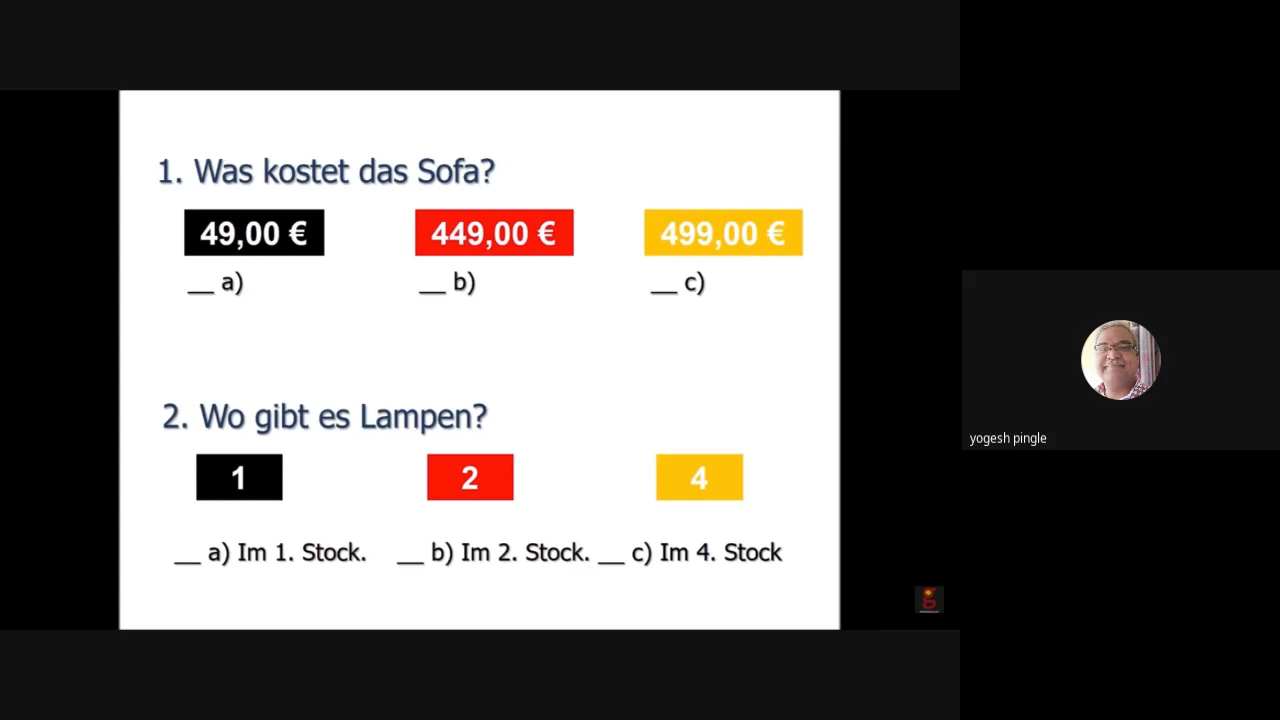 1. Was kostet das Sofa?
49,00 € 449,00 € 499,00 €
__ a) __ b) __ c)
2. Wo gibt es Lampen?
1 2 4
__ a) Im 1. Stock. __ b) Im 2. Stock. __ c) Im 4. Stock
yogesh pingle